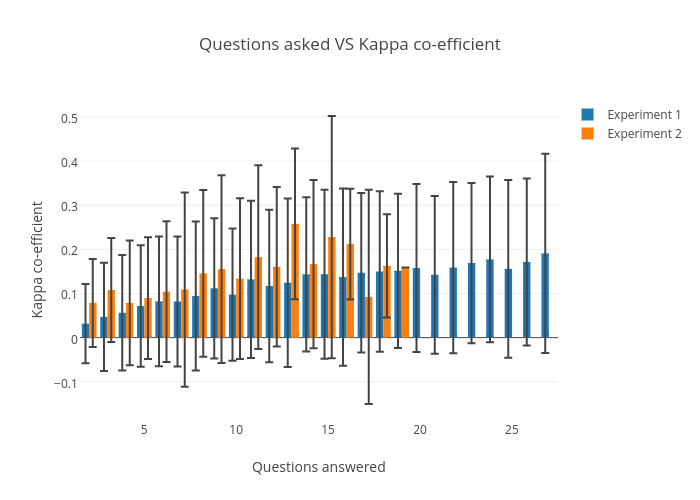 Questions asked VS Kappa co-efficient
Experiment 1
Experiment 2
Kappa co-efficient
0.5
0.4
0.3
0.2
0.1
0
−0.1
5
10
15
20
25
Questions answered